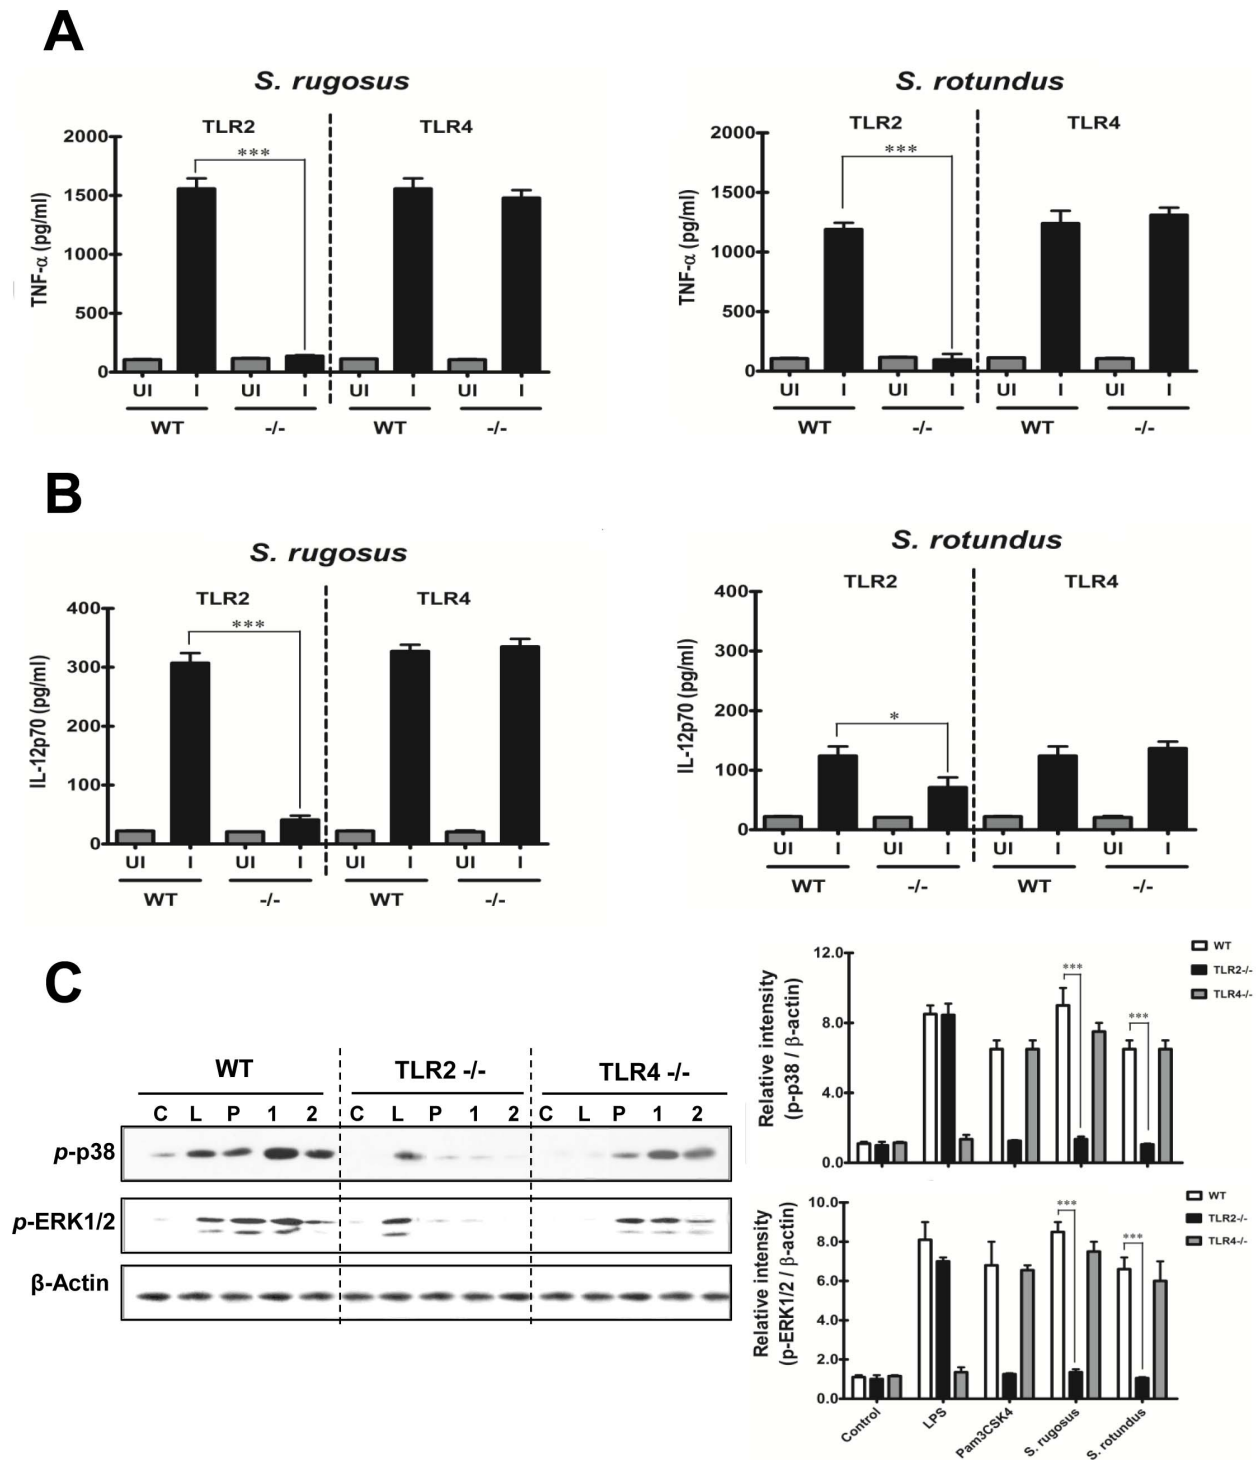 A
S. rugosus
TLR2 TLR4
***
TNF-α (pg/ml)
2000
1500
1000
500
0
UI I UI I UI I UI I
WT -/- WT -/-
S. rotundus
TLR2 TLR4
***
TNF-α (pg/ml)
2000
1500
1000
500
0
UI I UI I UI I UI I
WT -/- WT -/-
B
S. rugosus
TLR2 TLR4
***
IL-12p70 (pg/ml)
400
300
200
100
0
UI I UI I UI I UI I
WT -/- WT -/-
S. rotundus
TLR2 TLR4
*
IL-12p70 (pg/ml)
400
300
200
100
0
UI I UI I UI I UI I
WT -/- WT -/-
C
WT TLR2 -/- TLR4 -/-
C L P 1 2 C L P 1 2 C L P 1 2
p-p38
p-ERK1/2
β-Actin
Relative intensity
(p-p38 / β-actin)
12.0
8.0
4.0
0.0
*** ***
WT
TLR2-/-
TLR4-/-
Relative intensity
(p-ERK1/2 / β-actin)
10.0
8.0
6.0
4.0
2.0
0.0
*** ***
WT
TLR2-/-
TLR4-/-
Control LPS Pam3CSK4 S. rugosus S. rotundus